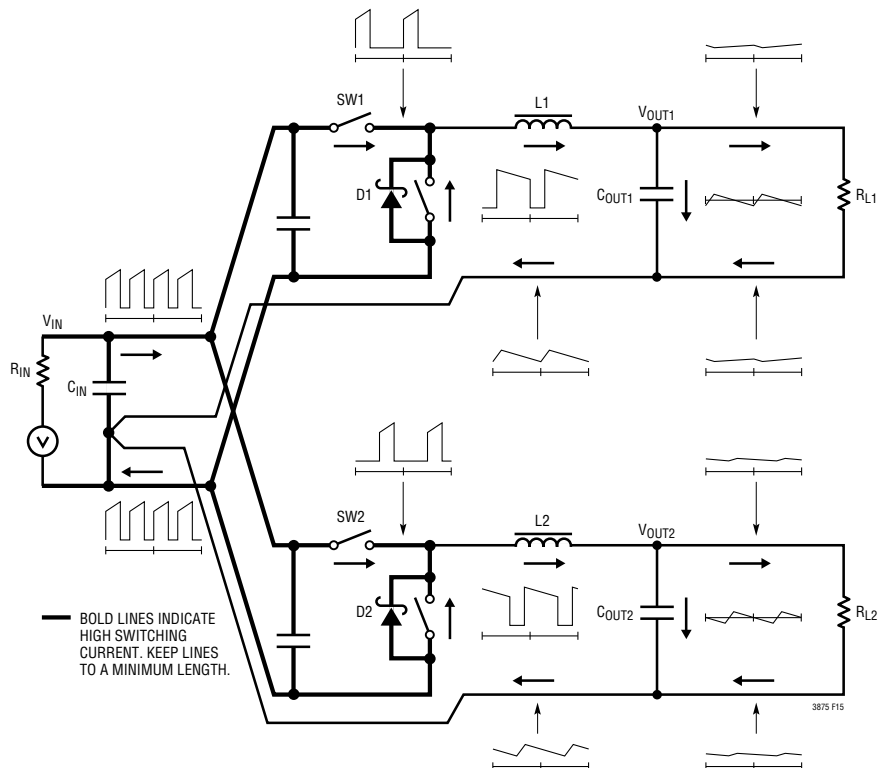 SW1
L1
VOUT1
D1
COUT1
RL1
VIN
RIN
CIN
V
SW2
L2
VOUT2
D2
COUT2
RL2
BOLD LINES INDICATE
HIGH SWITCHING
CURRENT. KEEP LINES
TO A MINIMUM LENGTH.
3875 F15